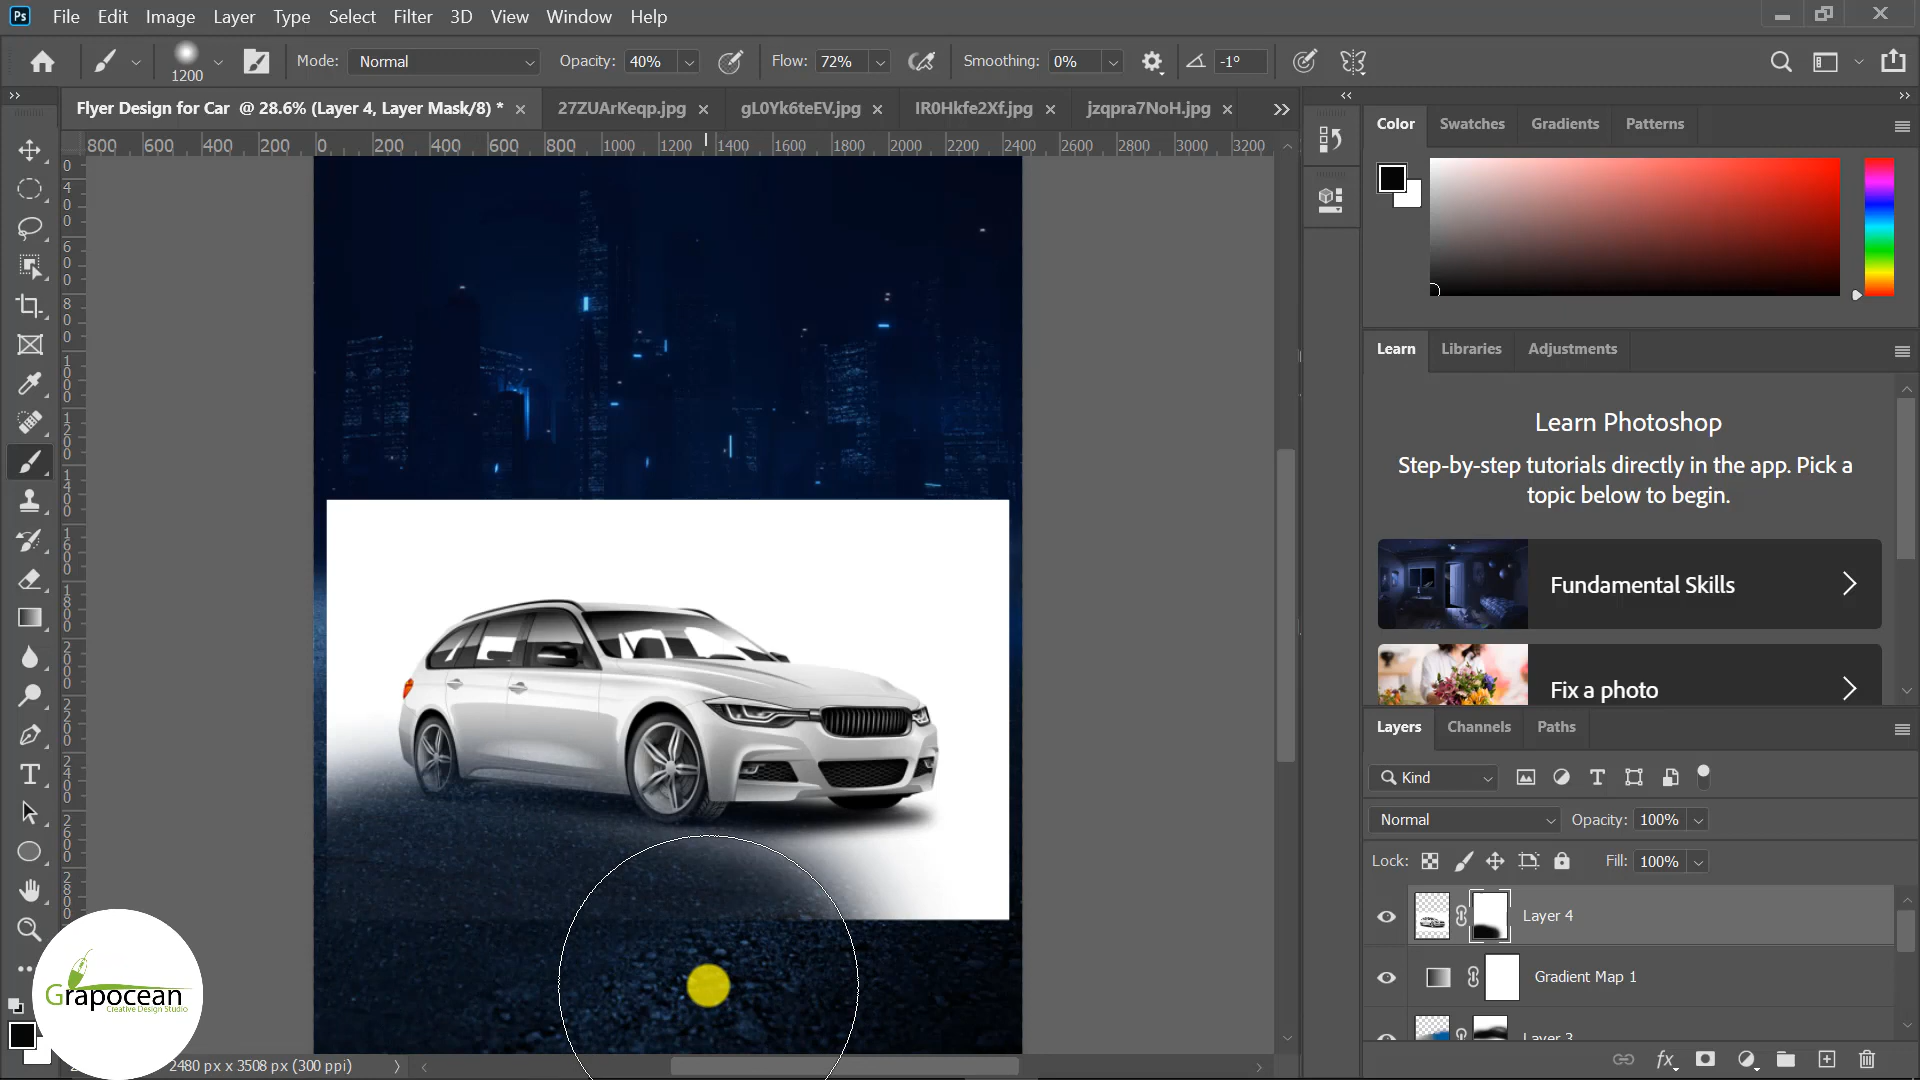 Ps File Edit Image Layer Type Select Filter 3D View Window Help
1200 Mode: Normal Opacity: 40% Flow: 72% Smoothing: 0% -1°
Flyer Design for Car @ 28.6% (Layer 4, Layer Mask/8) * × 27ZUArKeqp.jpg × gL0Yk6teEV.jpg × IR0Hkfe2Xf.jpg × jzqpra7NoH.jpg ×
800 600 400 200 0 200 400 600 800 1000 1200 1400 1600 1800 2000 2200 2400 2600 2800 3000 3200
Color Swatches Gradients Patterns
Learn Libraries Adjustments
Learn Photoshop
Step-by-step tutorials directly in the app. Pick a
topic below to begin.
Fundamental Skills
Fix a photo
Layers Channels Paths
Kind
Normal Opacity: 100%
Lock: Fill: 100%
Layer 4
Gradient Map 1
Layer 3
fx
Grapocean
Creative Design Studio
2480 px x 3508 px (300 ppi)